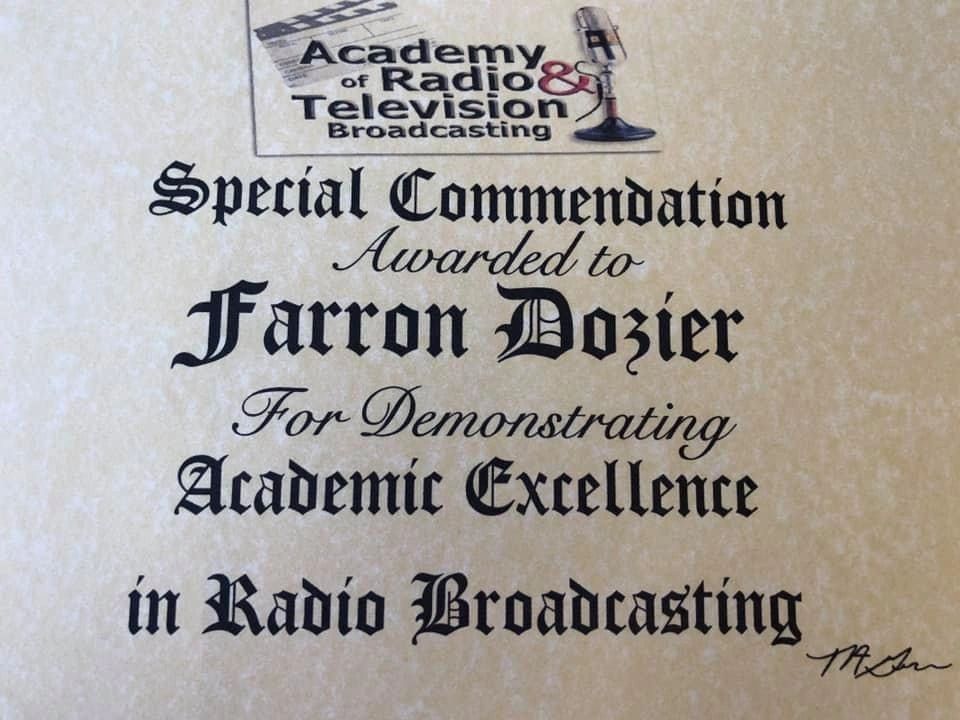 Academy
of Radio &
Television
Broadcasting
Special Commendation
Awarded to
Farron Dozier
For Demonstrating
Academic Excellence
in Radio Broadcasting